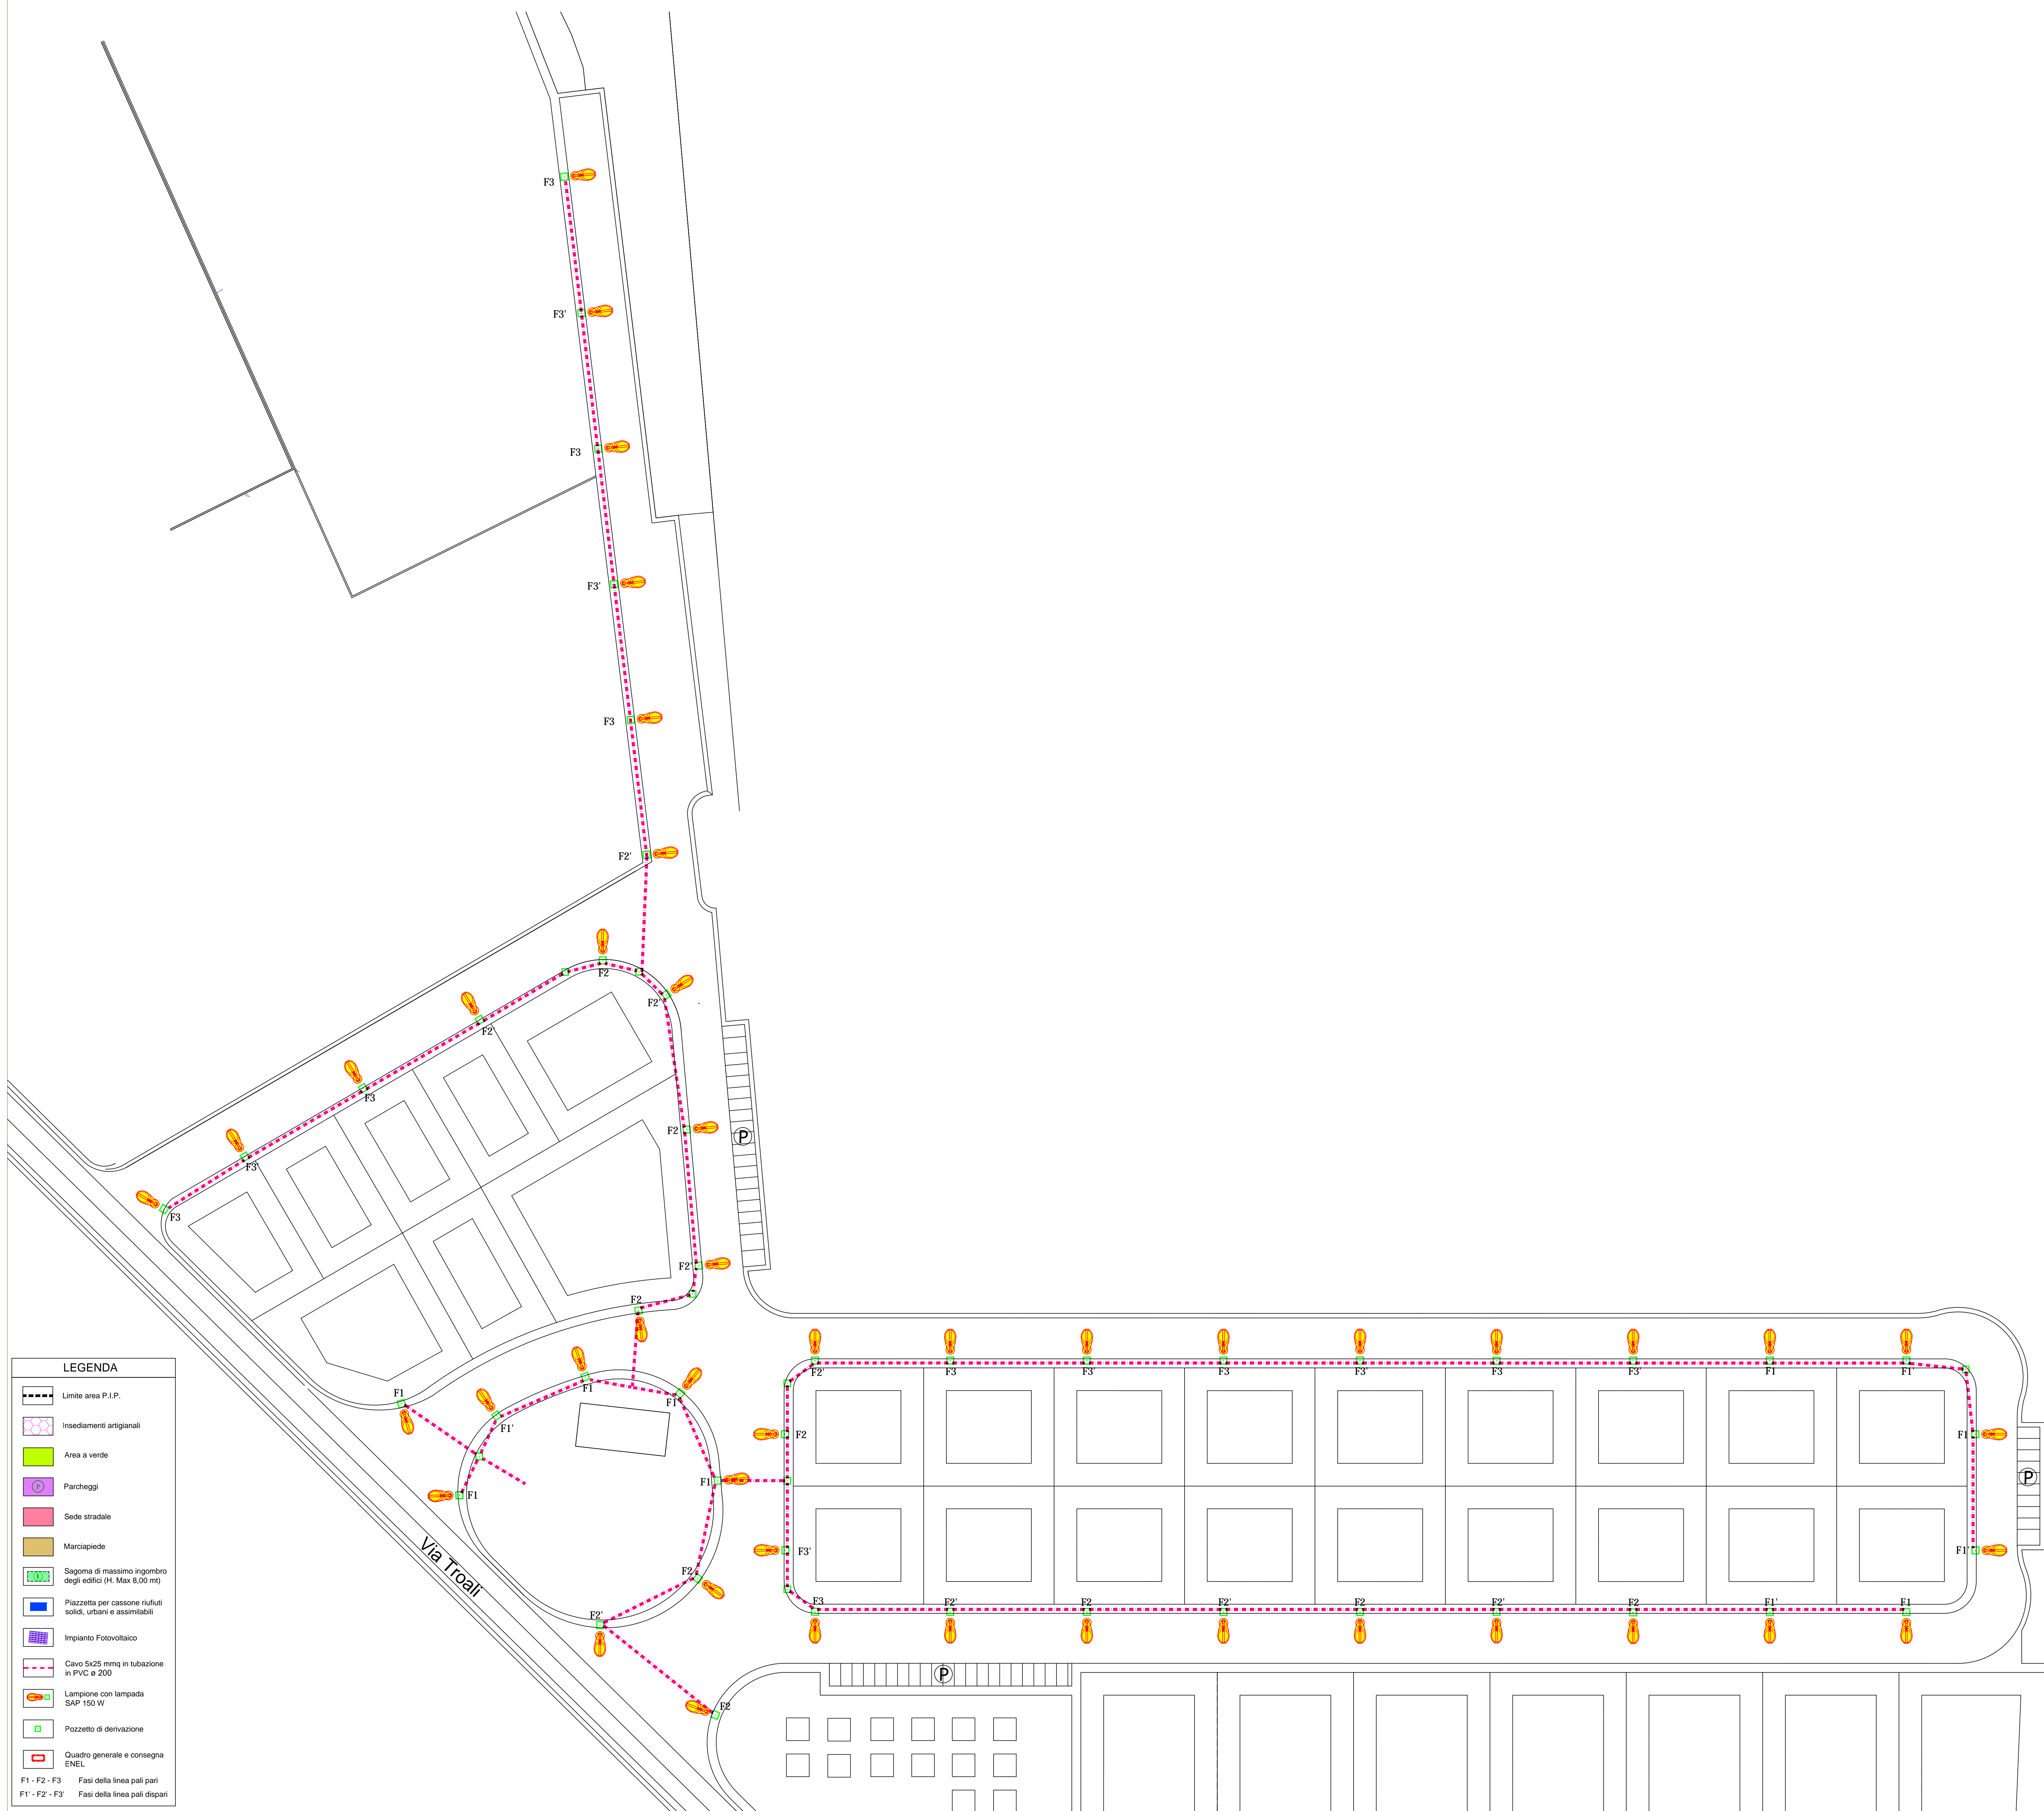 F3
F3'
F3
F3'
F3
F2'
F2
F2'
F2'
F3
F2
F3'
F3
F2'
F2
P
F1
F1
F1'
F1'
F1
F1
F2
F2'
F2
Via Troali
F2'
F3
F3'
F3
F3'
F3
F3'
F1
F1'
F2
F1
P
F3'
F1'
F3
F2'
F2
F2'
F2
F2'
F2
F1'
F1
P
LEGENDA
Limite area P.I.P.
Insediamenti artigianali
Area a verde
P
Parcheggi
Sede stradale
Marciapiede
1
Sagoma di massimo ingombro
degli edifici (H. Max 8,00 mt)
Piazzetta per cassone riufiuti
solidi, urbani e assimilabili
Impianto Fotovoltaico
Cavo 5x25 mmq in tubazione
in PVC ø 200
Lampione con lampada
SAP 150 W
Pozzetto di derivazione
Quadro generale e consegna
ENEL
F1 - F2 - F3 Fasi della linea pali pari
F1' - F2' - F3' Fasi della linea pali dispari